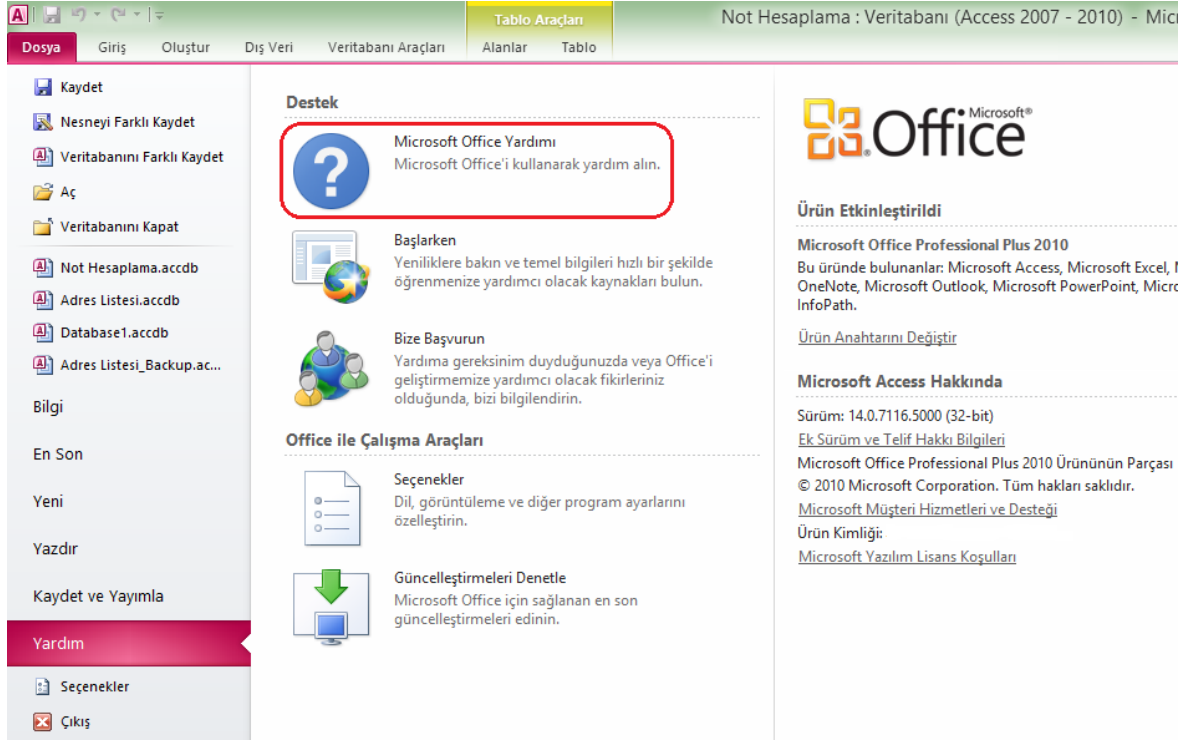 Tablo Araçları
Not Hesaplama : Veritabanı (Access 2007 - 2010) - Mic
Dosya Giriş Oluştur Dış Veri Veritabanı Araçları Alanlar Tablo
Kaydet
Nesneyi Farklı Kaydet
Veritabanını Farklı Kaydet
Aç
Veritabanını Kapat
Not Hesaplama.accdb
Adres Listesi.accdb
Database1.accdb
Adres Listesi_Backup.ac...
Bilgi
En Son
Yeni
Yazdır
Kaydet ve Yayımla
Yardım
Seçenekler
Çıkış
Destek
Microsoft Office Yardımı
Microsoft Office'i kullanarak yardım alın.
Başlarken
Yeniliklere bakın ve temel bilgileri hızlı bir şekilde
öğrenmenize yardımcı olacak kaynakları bulun.
Bize Başvurun
Yardıma gereksinim duyduğunuzda veya Office'i
geliştirmemize yardımcı olacak fikirleriniz
olduğunda, bizi bilgilendirin.
Office ile Çalışma Araçları
Seçenekler
Dil, görüntüleme ve diğer program ayarlarını
özelleştirin.
Güncelleştirmeleri Denetle
Microsoft Office için sağlanan en son
güncelleştirmeleri edinin.
Microsoft®
Office
Ürün Etkinleştirildi
Microsoft Office Professional Plus 2010
Bu üründe bulunanlar: Microsoft Access, Microsoft Excel,
OneNote, Microsoft Outlook, Microsoft PowerPoint, Micro
InfoPath.
Ürün Anahtarını Değiştir
Microsoft Access Hakkında
Sürüm: 14.0.7116.5000 (32-bit)
Ek Sürüm ve Telif Hakkı Bilgileri
Microsoft Office Professional Plus 2010 Ürününün Parçası
© 2010 Microsoft Corporation. Tüm hakları saklıdır.
Microsoft Müşteri Hizmetleri ve Desteği
Ürün Kimliği:
Microsoft Yazılım Lisans Koşulları